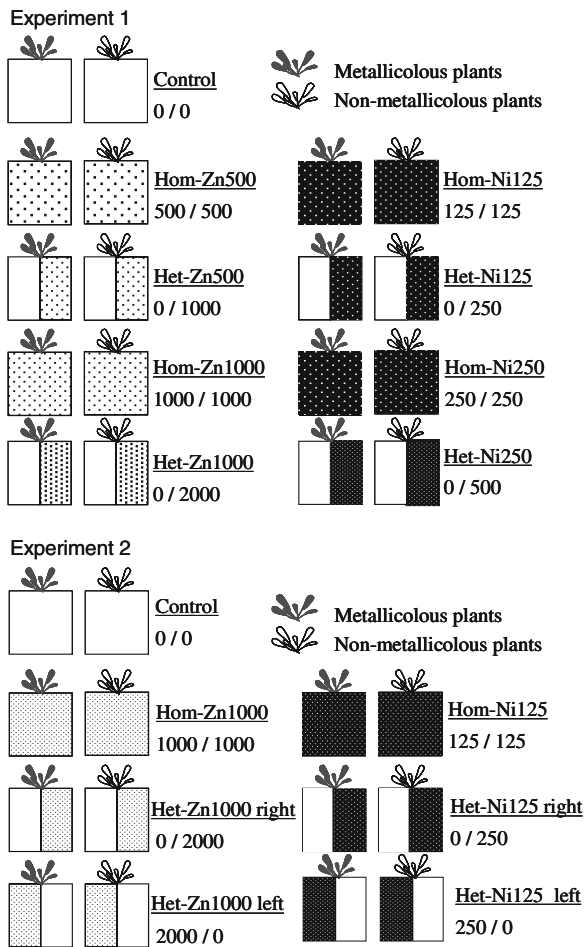 Experiment 1
Control
0 / 0
Metallicolous plants
Non-metallicolous plants
Hom-Zn500
500 / 500
Hom-Ni125
125 / 125
Het-Zn500
0 / 1000
Het-Ni125
0 / 250
Hom-Zn1000
1000 / 1000
Hom-Ni250
250 / 250
Het-Zn1000
0 / 2000
Het-Ni250
0 / 500
Experiment 2
Control
0 / 0
Metallicolous plants
Non-metallicolous plants
Hom-Zn1000
1000 / 1000
Hom-Ni125
125 / 125
Het-Zn1000 right
0 / 2000
Het-Ni125 right
0 / 250
Het-Zn1000 left
2000 / 0
Het-Ni125 left
250 / 0